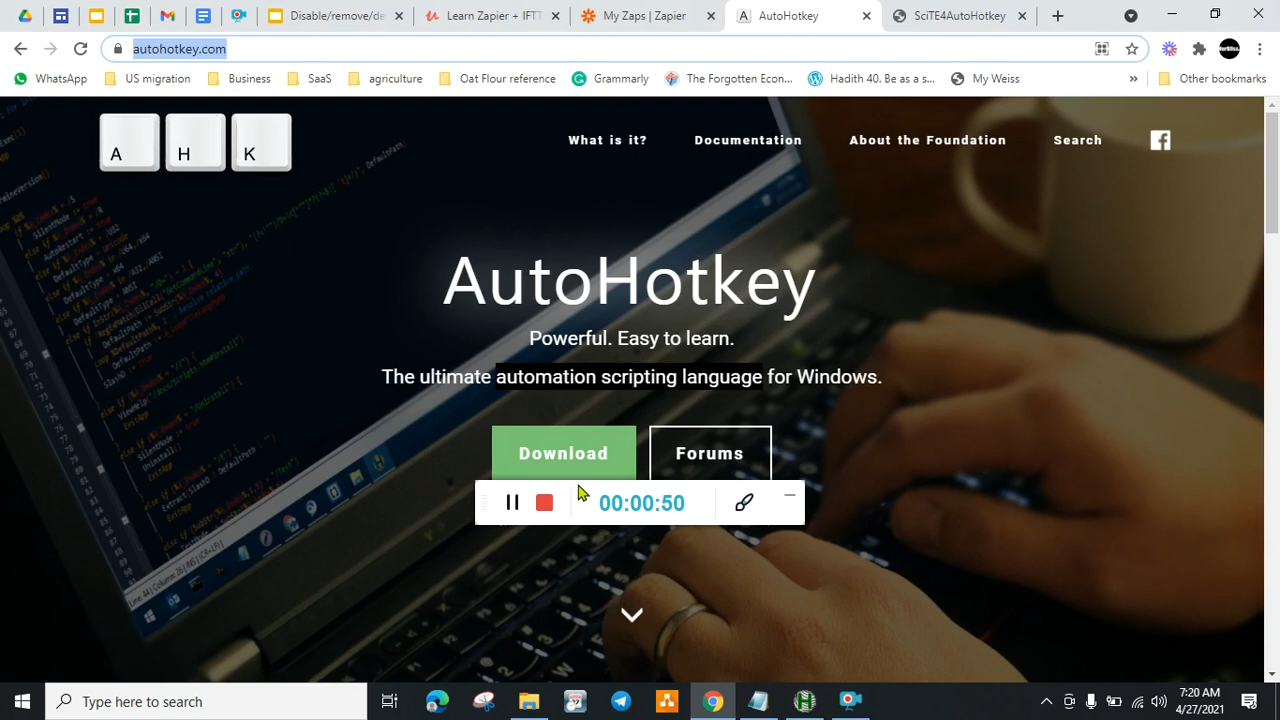 Disable/remove/de
Learn Zapier + IFTT
My Zaps | Zapier
AutoHotkey
SciTE4AutoHotkey
autohotkey.com
WhatsApp
US migration
Business
SaaS
agriculture
Oat Flour reference
Grammarly
The Forgotten Econ...
Hadith 40. Be as a s...
My Weiss
»
Other bookmarks
A H K
What is it?
Documentation
About the Foundation
Search
AutoHotkey
Powerful. Easy to learn.
The ultimate automation scripting language for Windows.
Download
Forums
00:00:50
Type here to search
7:20 AM
4/27/2021